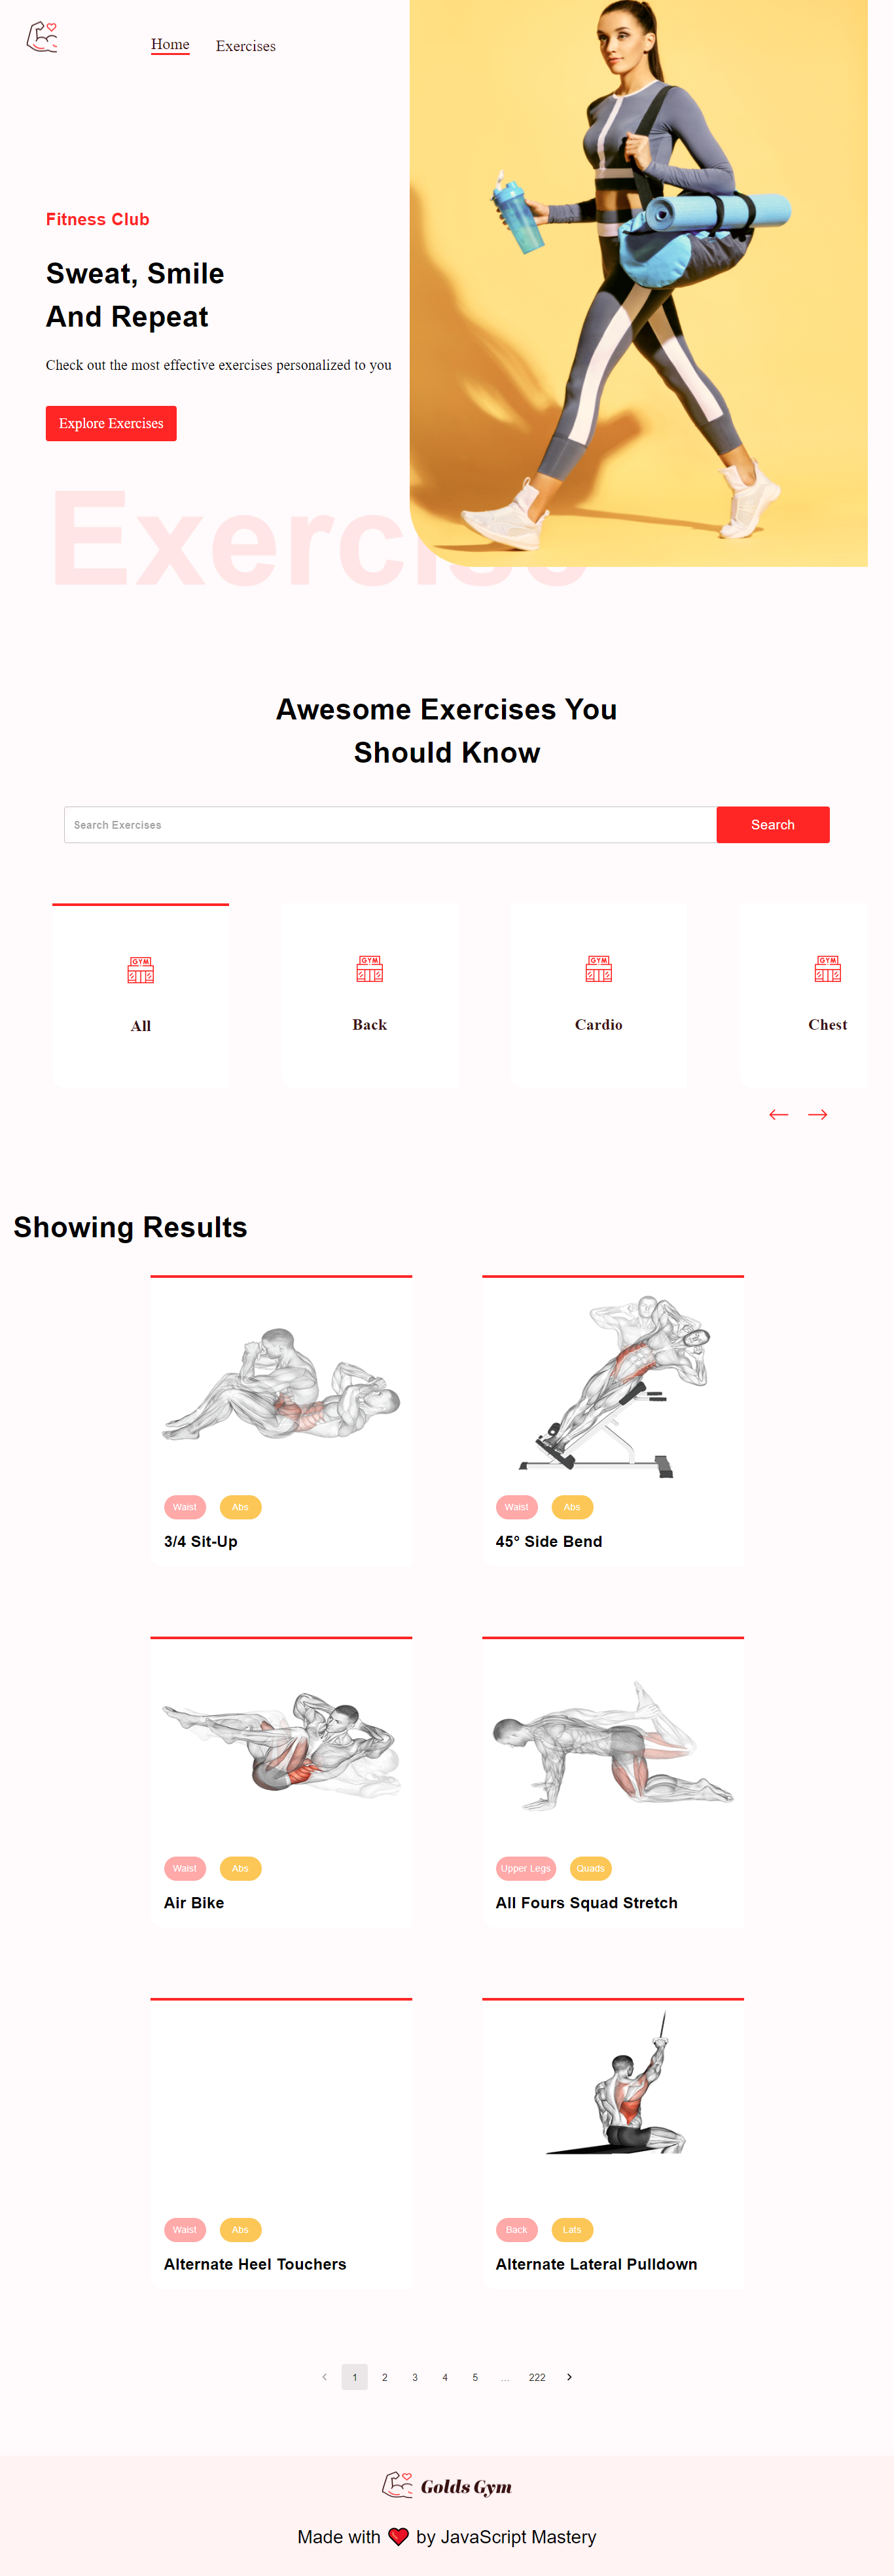 Home
Exercises
Fitness Club
Sweat, Smile
And Repeat
Check out the most effective exercises personalized to you
Explore Exercises
Exercise
Awesome Exercises You
Should Know
Search Exercises
Search
GYM
GYM
GYM
GYM
All
Back
Cardio
Chest
Showing Results
Waist
Abs
3/4 Sit-Up
Waist
Abs
45° Side Bend
Waist
Abs
Air Bike
Upper Legs
Quads
All Fours Squad Stretch
Waist
Abs
Alternate Heel Touchers
Back
Lats
Alternate Lateral Pulldown
1 2 3 4 5 ... 222
Golds Gym
Made with ❤️ by JavaScript Mastery